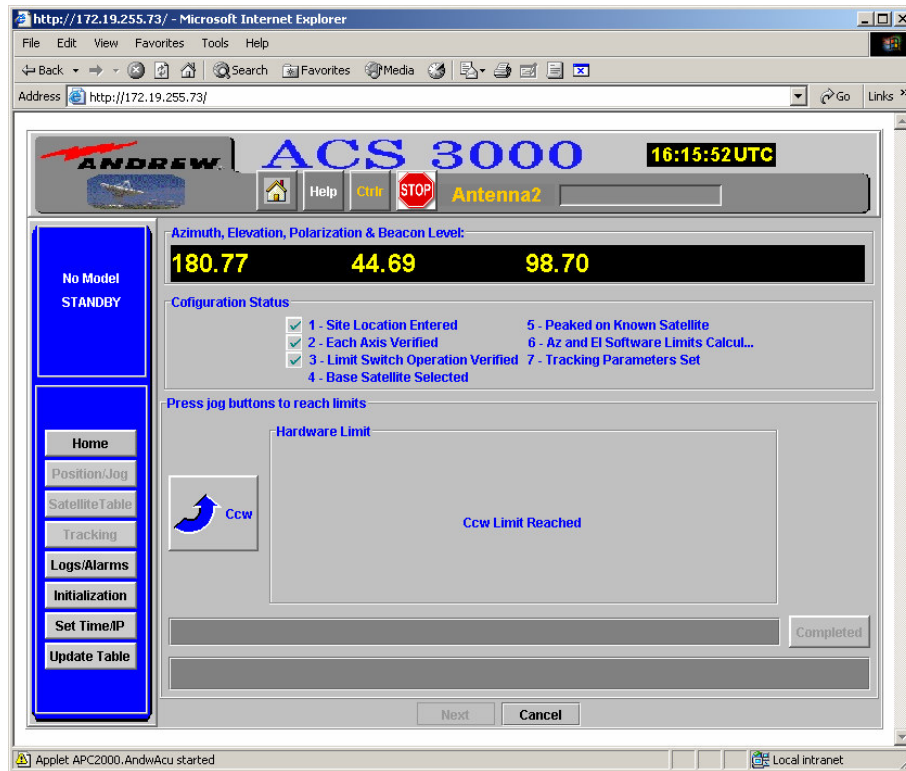 http://172.19.255.73/ - Microsoft Internet Explorer
File Edit View Favorites Tools Help
Back Search Favorites Media
Address http://172.19.255.73/ Go Links »
ANDREW. ACS 3000 16:15:52 UTC
Help Ctrlr STOP Antenna2
Azimuth, Elevation, Polarization & Beacon Level:
180.77 44.69 98.70
No Model
STANDBY
Cofiguration Status
1 - Site Location Entered 5 - Peaked on Known Satellite
2 - Each Axis Verified 6 - Az and El Software Limits Calcul...
3 - Limit Switch Operation Verified 7 - Tracking Parameters Set
4 - Base Satellite Selected
Press jog buttons to reach limits
Hardware Limit
Home
Position/Jog
SatelliteTable
Tracking
Logs/Alarms
Initialization
Set Time/IP
Update Table
Ccw
Ccw Limit Reached
Completed
Next Cancel
Applet APC2000.AndwAcu started Local intranet